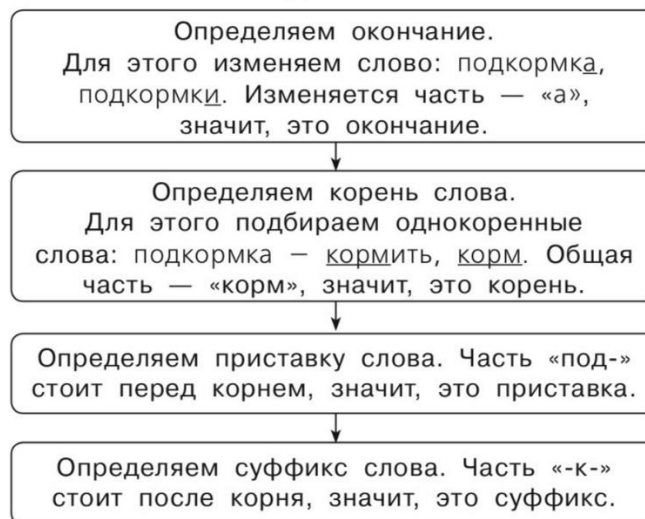 Определяем окончание.
Для этого изменяем слово: подкормка,
подкормки. Изменяется часть — «а»,
значит, это окончание.
Определяем корень слова.
Для этого подбираем однокоренные
слова: подкормка – кормить, корм. Общая
часть — «корм», значит, это корень.
Определяем приставку слова. Часть «под-»
стоит перед корнем, значит, это приставка.
Определяем суффикс слова. Часть «-к-»
стоит после корня, значит, это суффикс.